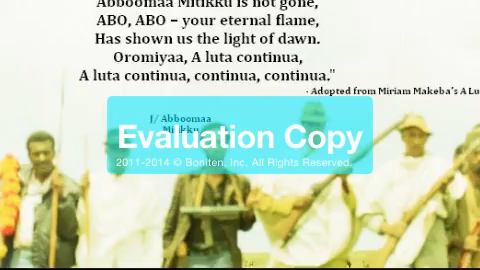 Abboomaa Mitikku is not gone,
ABO, ABO – your eternal flame,
Has shown us the light of dawn.
Oromiyaa, A luta continua,
A luta continua, continua, continua."
- Adopted from Miriam Makeba's A Lu
J/ Abboomaa
Mitikku
Evaluation Copy
2011-2014 © Boniten, Inc. All Rights Reserved.